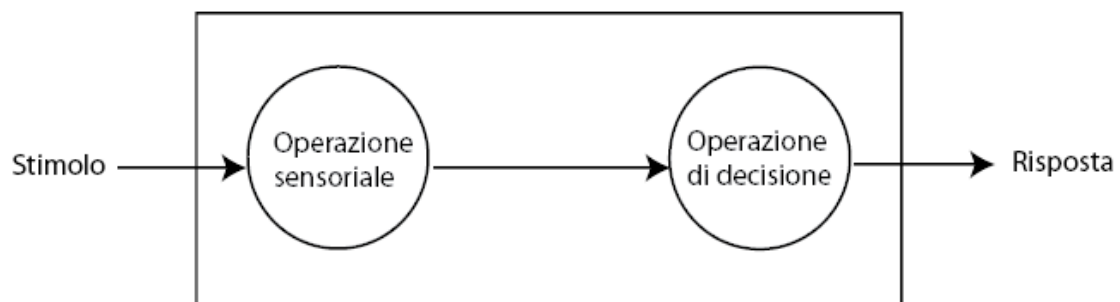 Stimolo
Operazione
sensoriale
Operazione
di decisione
Risposta